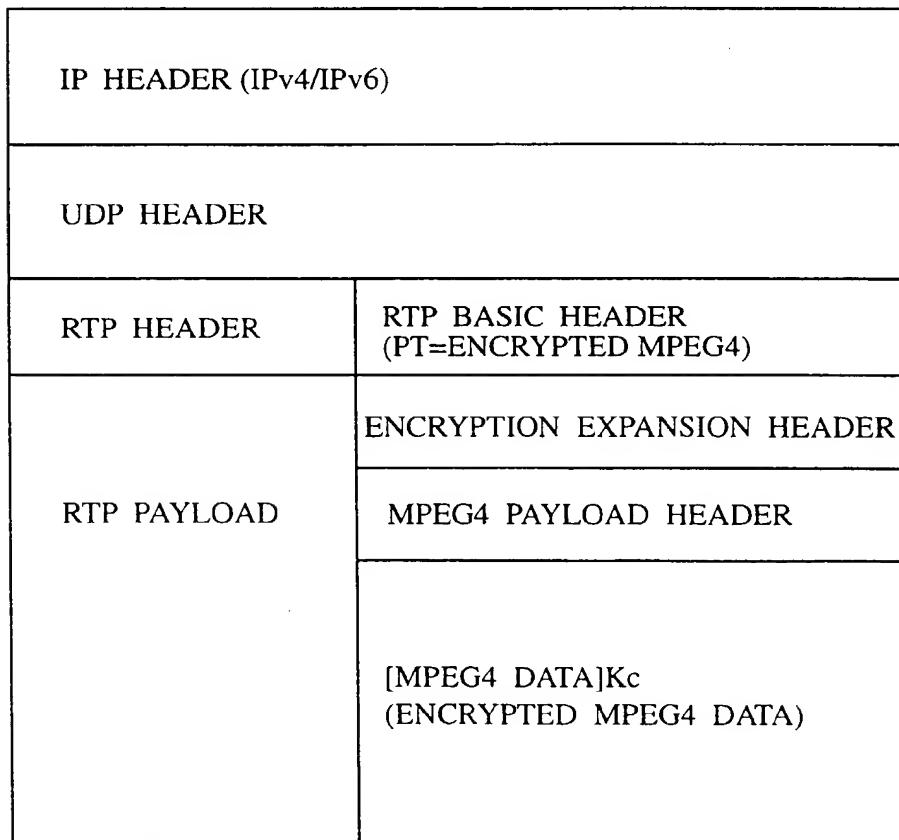 IP HEADER (IPv4/IPv6)
UDP HEADER
RTP HEADER
RTP BASIC HEADER
(PT=ENCRYPTED MPEG4)
RTP PAYLOAD
ENCRYPTION EXPANSION HEADER
MPEG4 PAYLOAD HEADER
[MPEG4 DATA]Kc
(ENCRYPTED MPEG4 DATA)